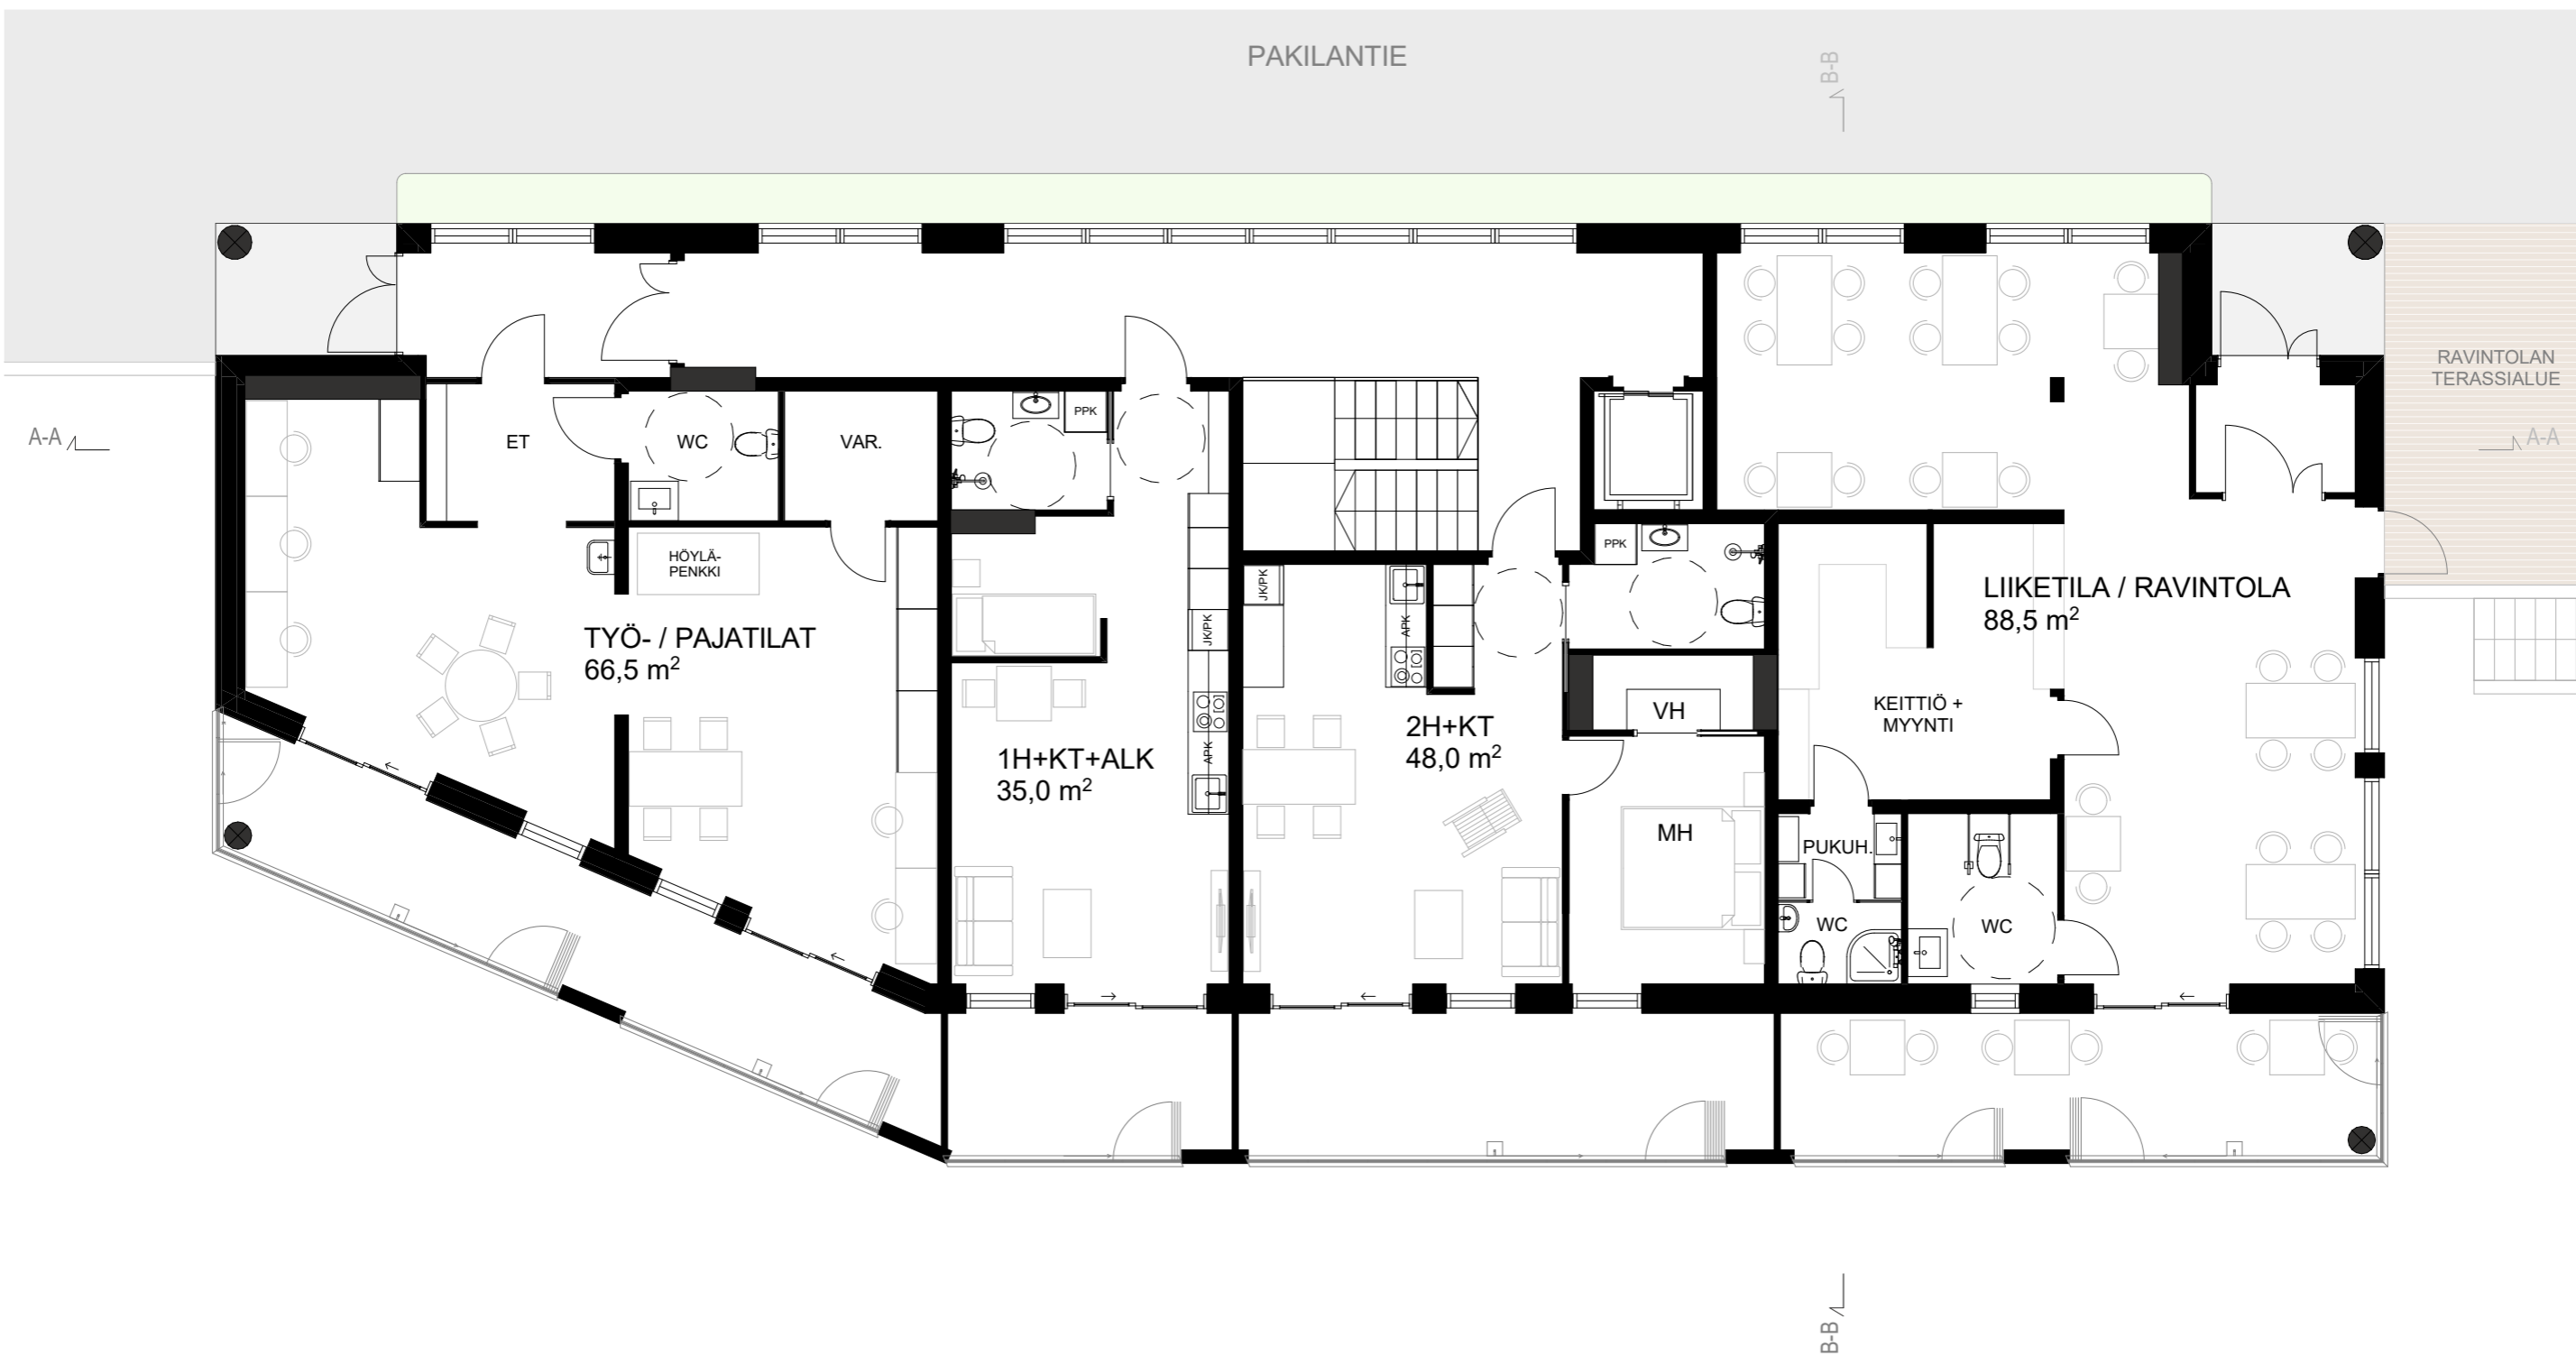 PAKILANTIE
B-B
RAVINTOLAN
TERASSIALUE
A-A
A-A
ET
WC
VAR.
PPK
HÖYLÄ-
PENKKI
TYÖ- / PAJATILAT
66,5 m²
JK/PK
APK
1H+KT+ALK
35,0 m²
JK/PK
APK
2H+KT
48,0 m²
PPK
VH
MH
LIIKETILA / RAVINTOLA
88,5 m²
KEITTIÖ +
MYYNTI
PUKUH.
WC
WC
B-B